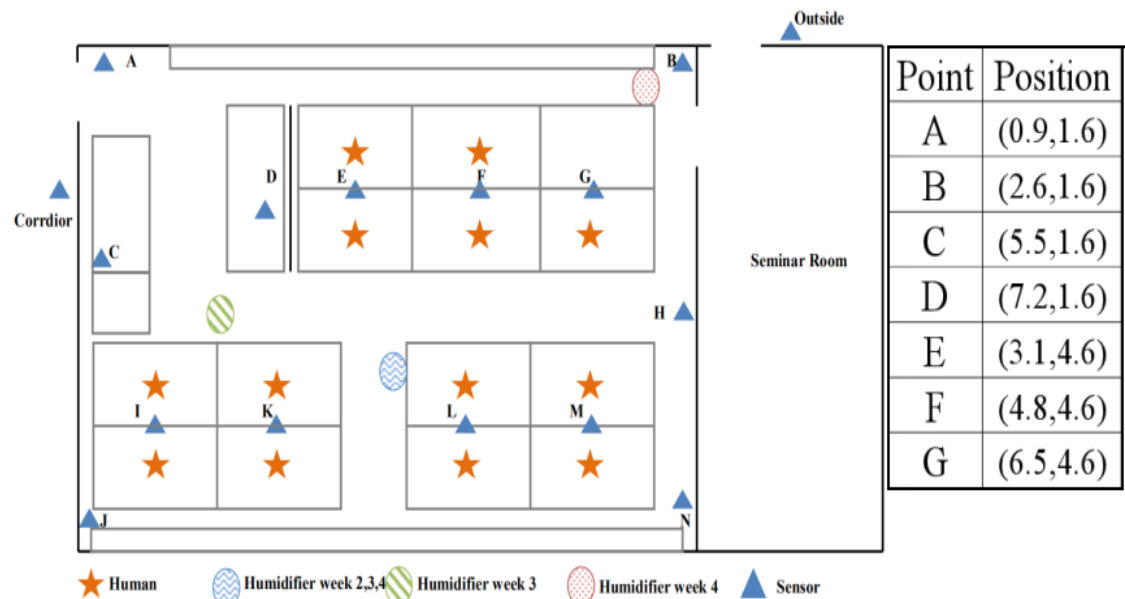 Outside
A
B
D
E
F
G
Corrdior
C
Seminar Room
H
I
K
L
M
J
N
Human
Humidifier week 2,3,4
Humidifier week 3
Humidifier week 4
Sensor
Point Position
A (0.9,1.6)
B (2.6,1.6)
C (5.5,1.6)
D (7.2,1.6)
E (3.1,4.6)
F (4.8,4.6)
G (6.5,4.6)